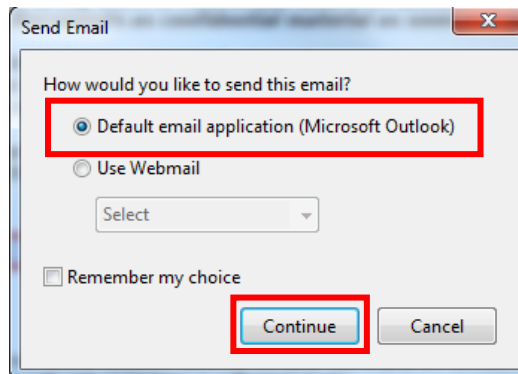 Send Email
How would you like to send this email?
Default email application (Microsoft Outlook)
Use Webmail
Select
Remember my choice
Continue Cancel